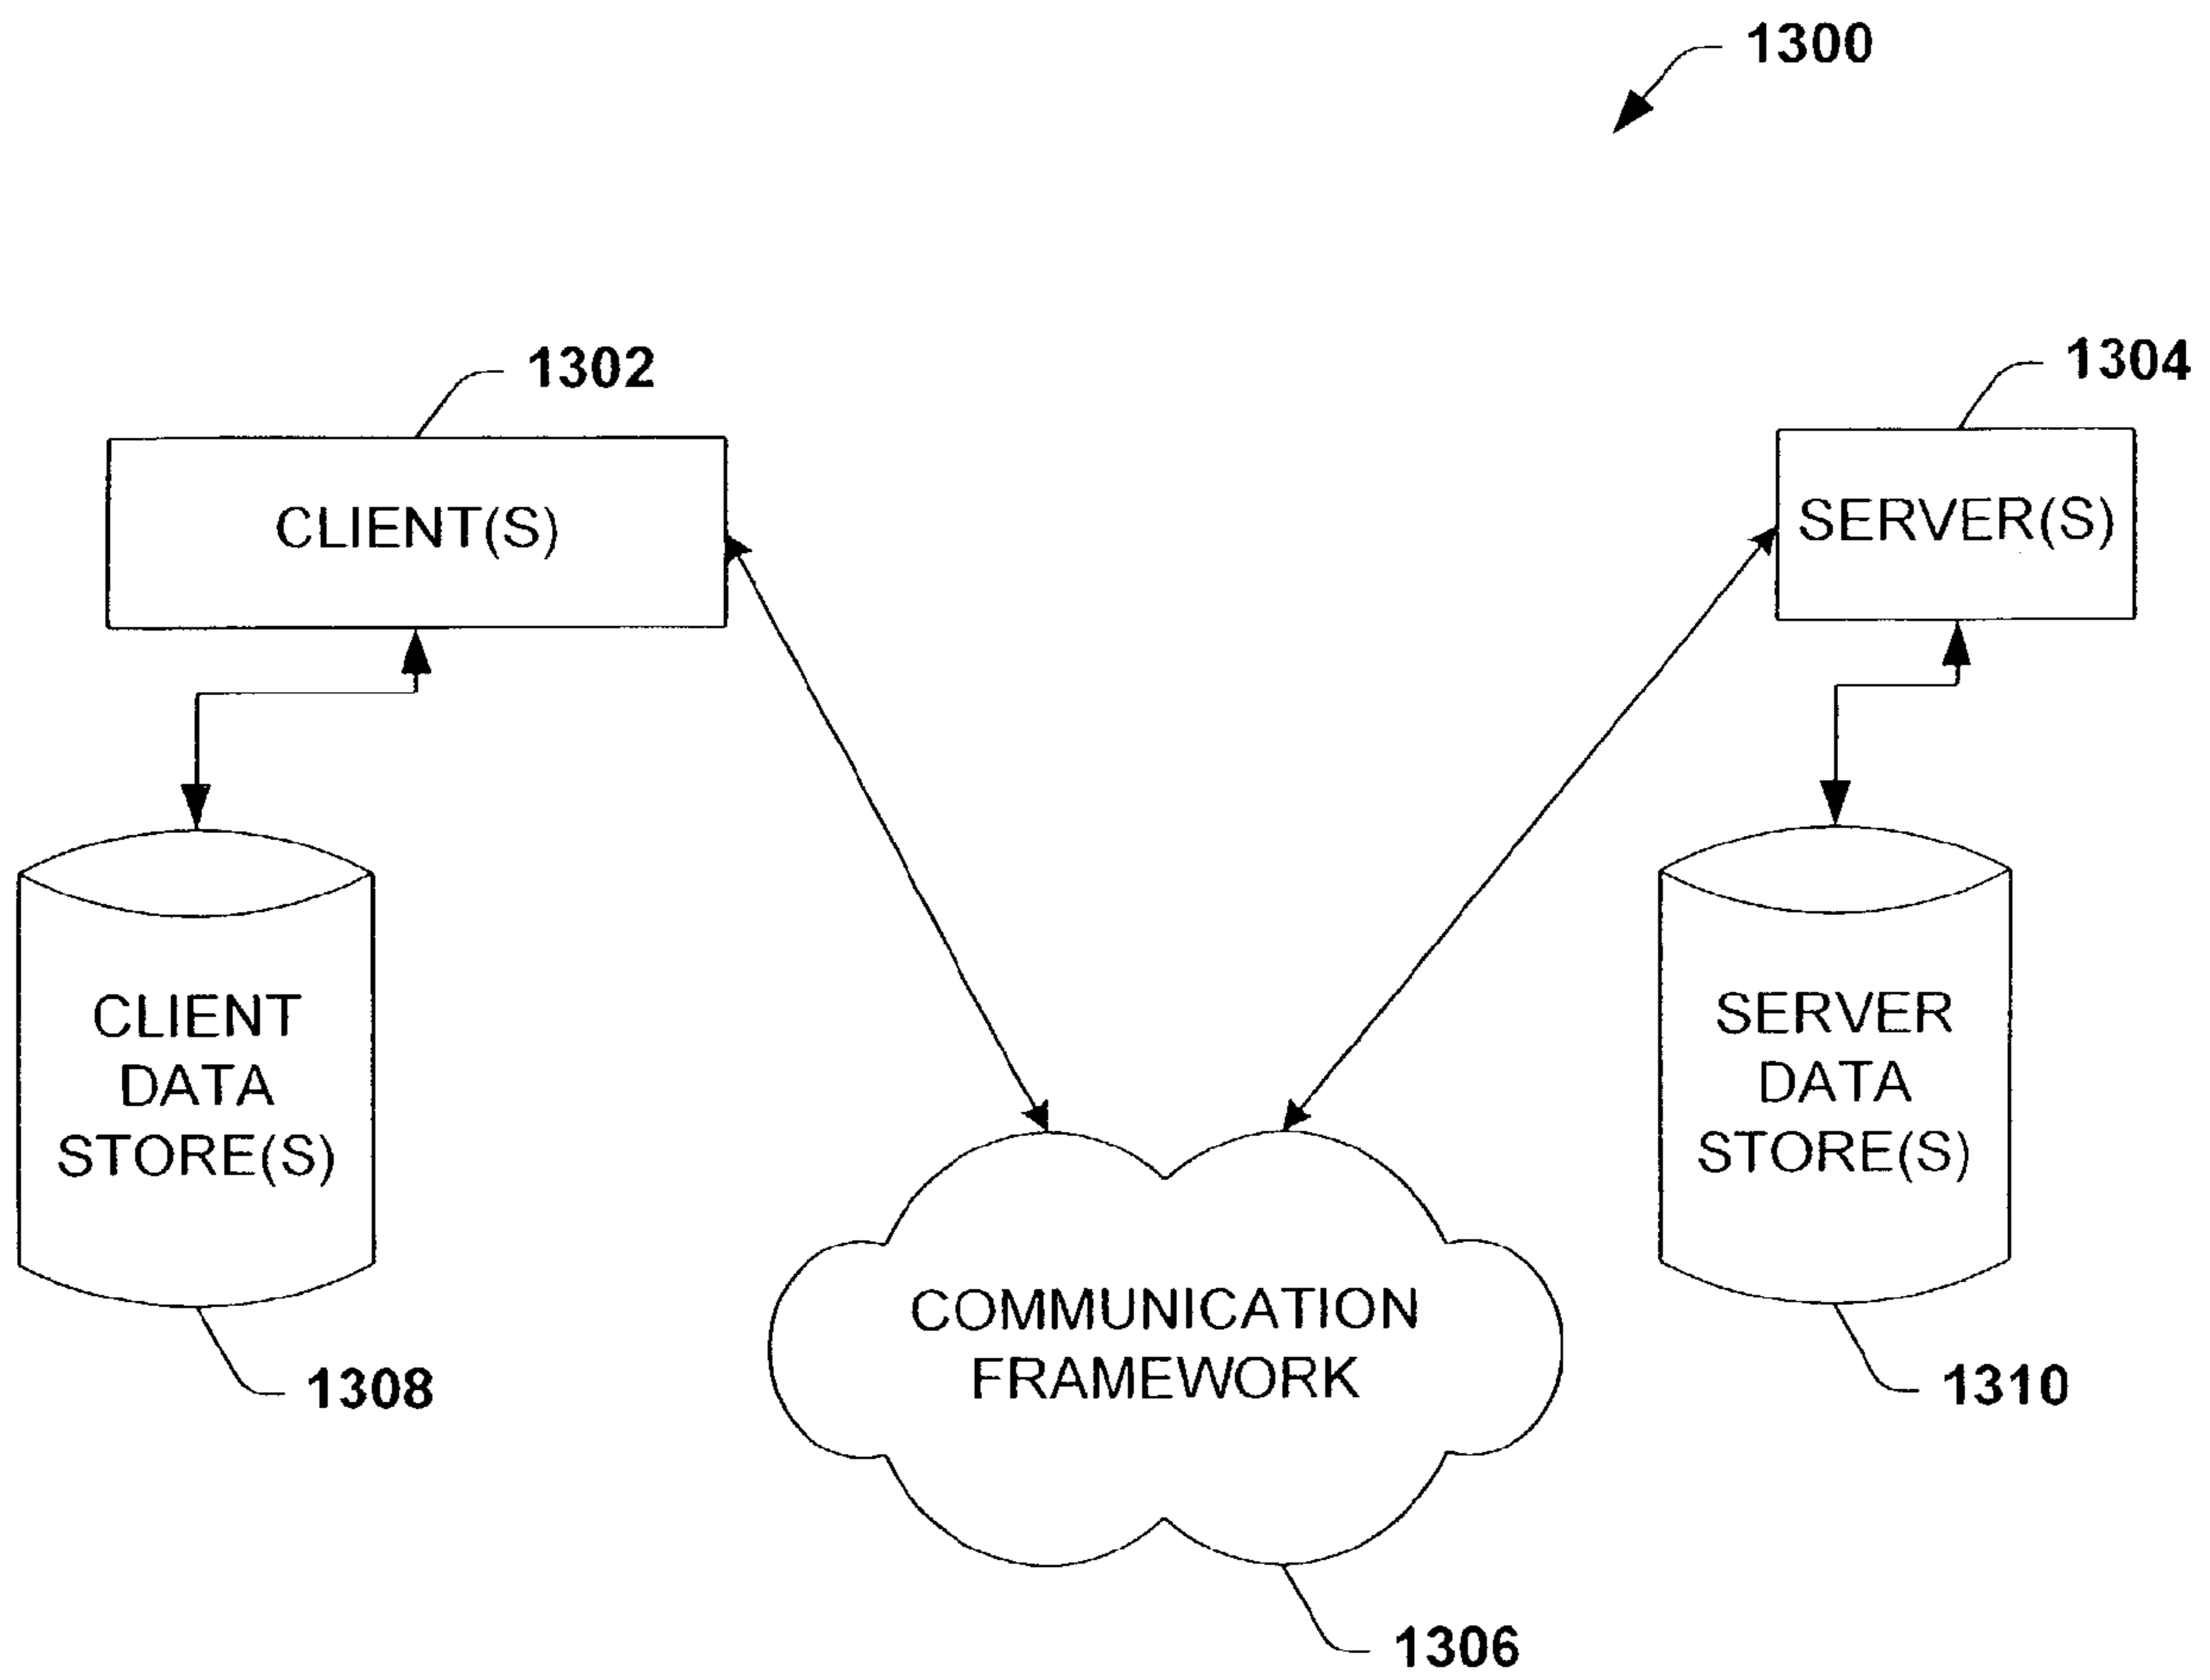 1300
1302
1304
CLIENT(S)
SERVER(S)
CLIENT
DATA
STORE(S)
SERVER
DATA
STORE(S)
COMMUNICATION
FRAMEWORK
1308
1310
1306